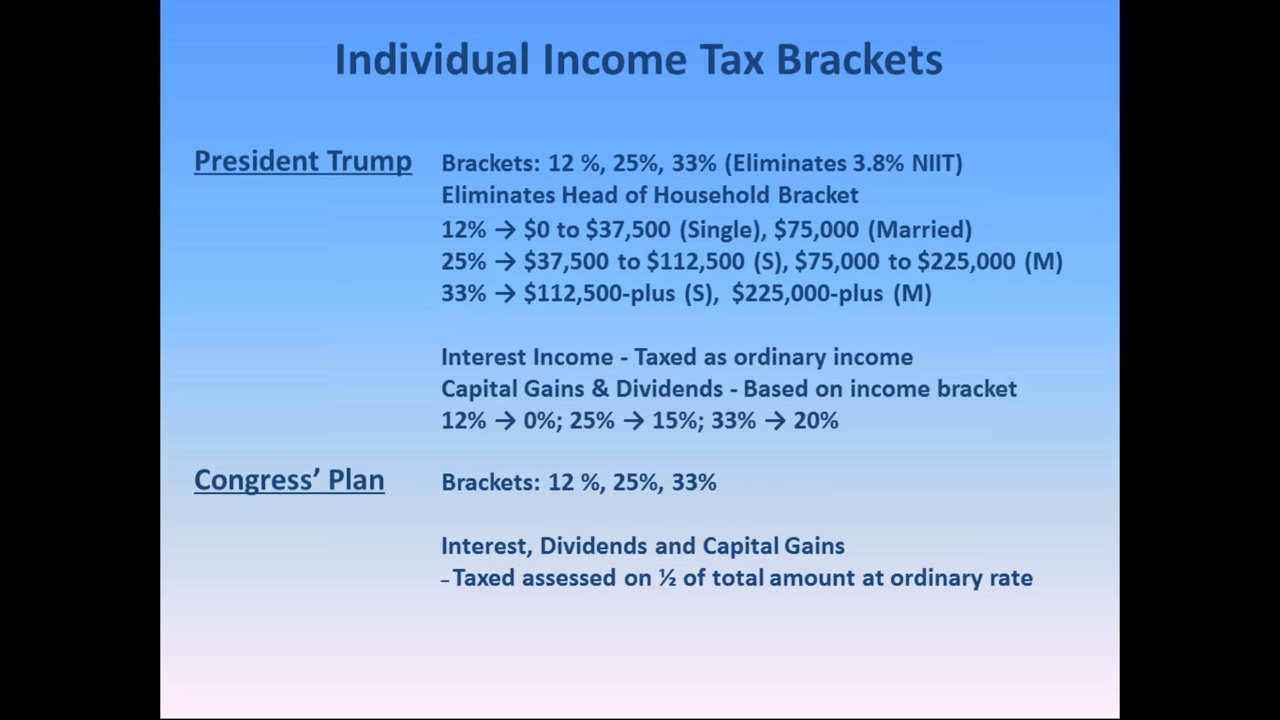 Individual Income Tax Brackets
President Trump Brackets: 12 %, 25%, 33% (Eliminates 3.8% NIIT)
Eliminates Head of Household Bracket
12% → $0 to $37,500 (Single), $75,000 (Married)
25% → $37,500 to $112,500 (S), $75,000 to $225,000 (M)
33% → $112,500-plus (S), $225,000-plus (M)
Interest Income - Taxed as ordinary income
Capital Gains & Dividends - Based on income bracket
12% → 0%; 25% → 15%; 33% → 20%
Congress’ Plan Brackets: 12 %, 25%, 33%
Interest, Dividends and Capital Gains
– Taxed assessed on ½ of total amount at ordinary rate